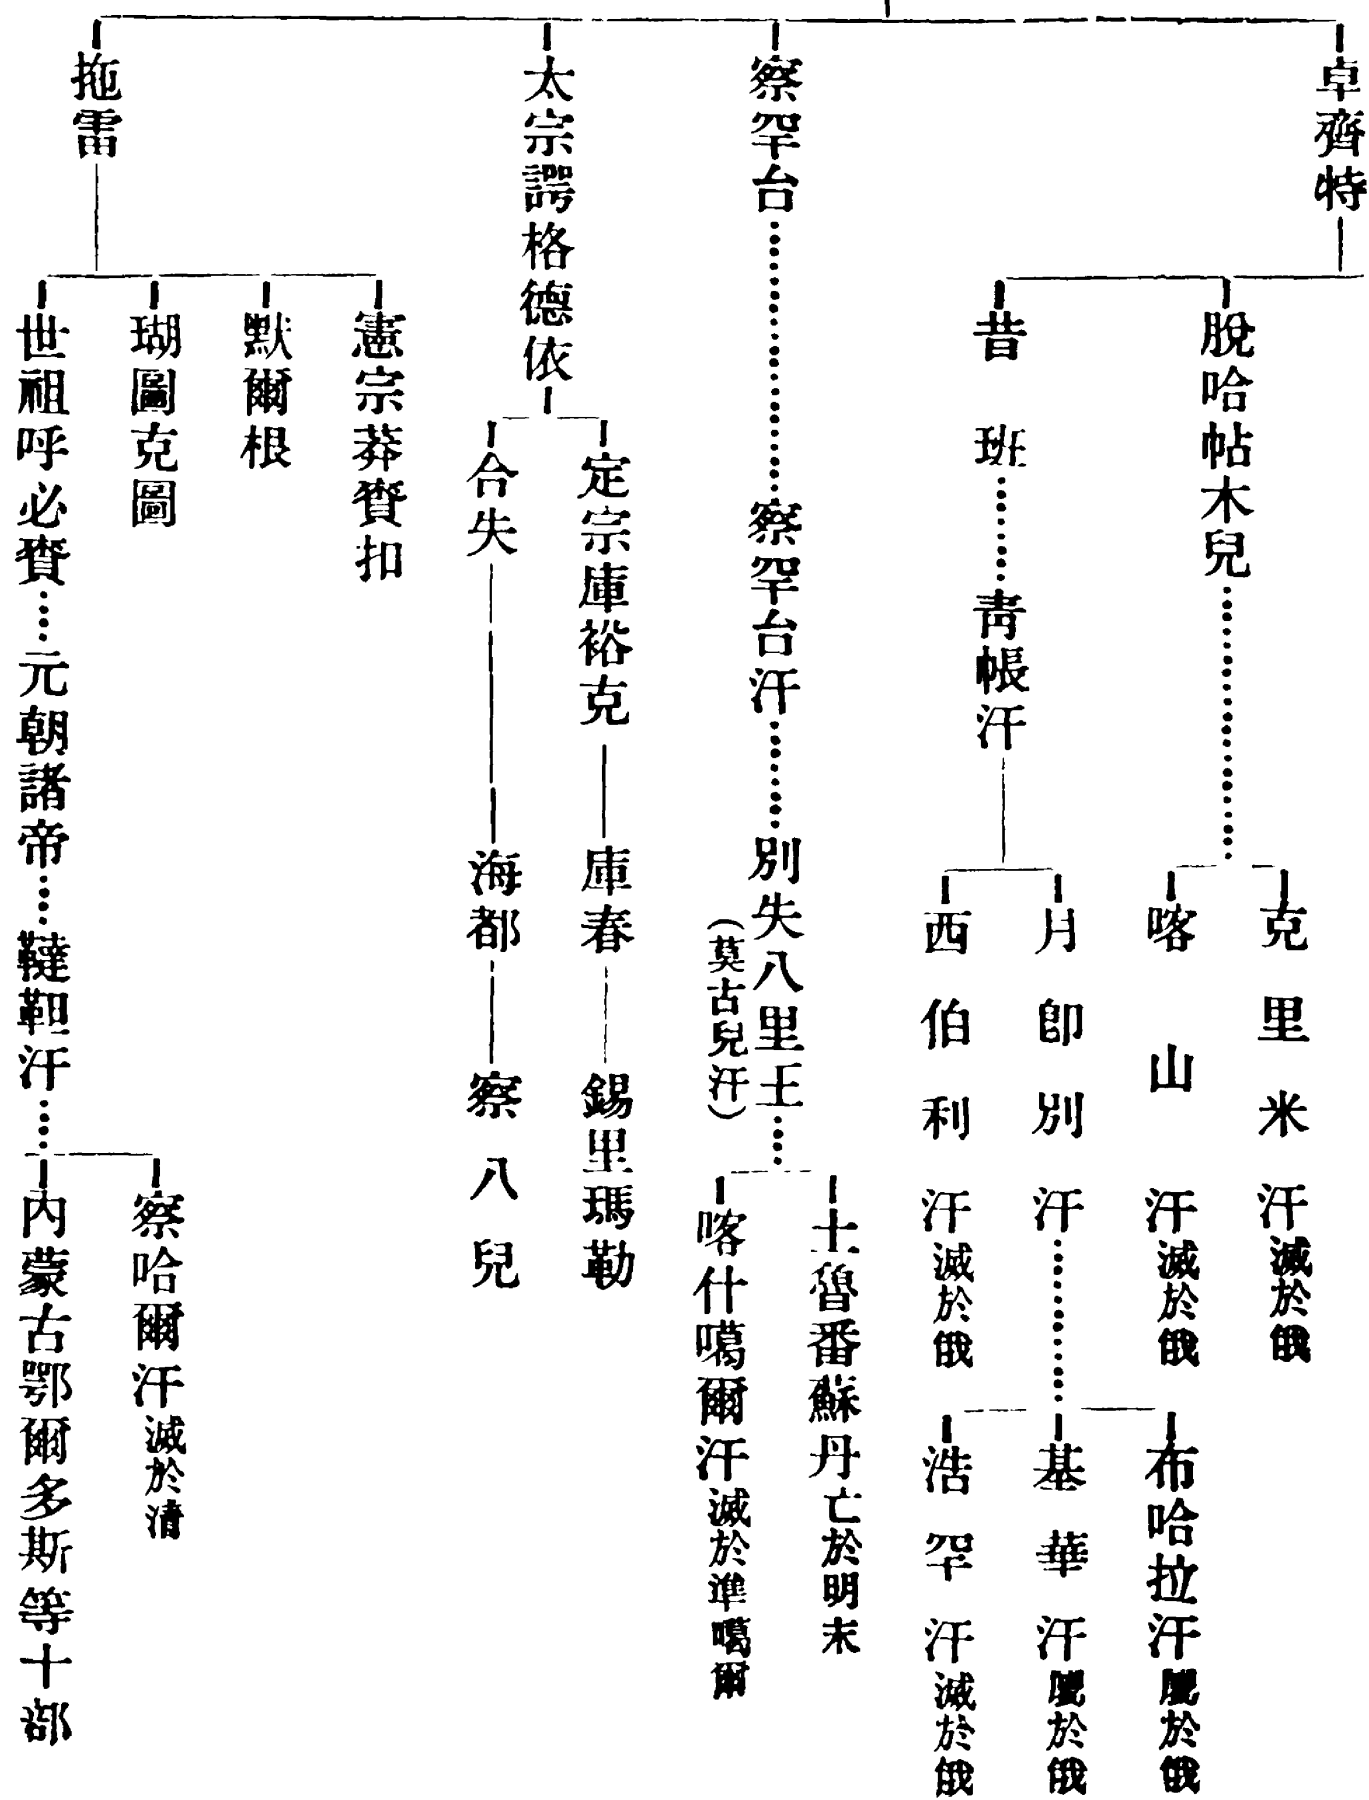 卓齊特
脫哈帖木兒
克里米汗滅於俄
喀山汗滅於俄
昔班
青帳汗
月卽別汗
布哈拉汗屬於俄
基華汗屬於俄
浩罕汗滅於俄
西伯利汗滅於俄
察罕台
察罕台汗
別失八里王
(莫古兒汗)
土魯番蘇丹亡於明末
喀什噶爾汗滅於準噶爾
太宗諤格德依
定宗庫裕克
庫春
錫里瑪勒
合失
海都
察八兒
拖雷
憲宗莽賚扣
默爾根
瑚圖克圖
世祖呼必賚
元朝諸帝
韃靼汗
察哈爾汗滅於清
內蒙古鄂爾多斯等十部